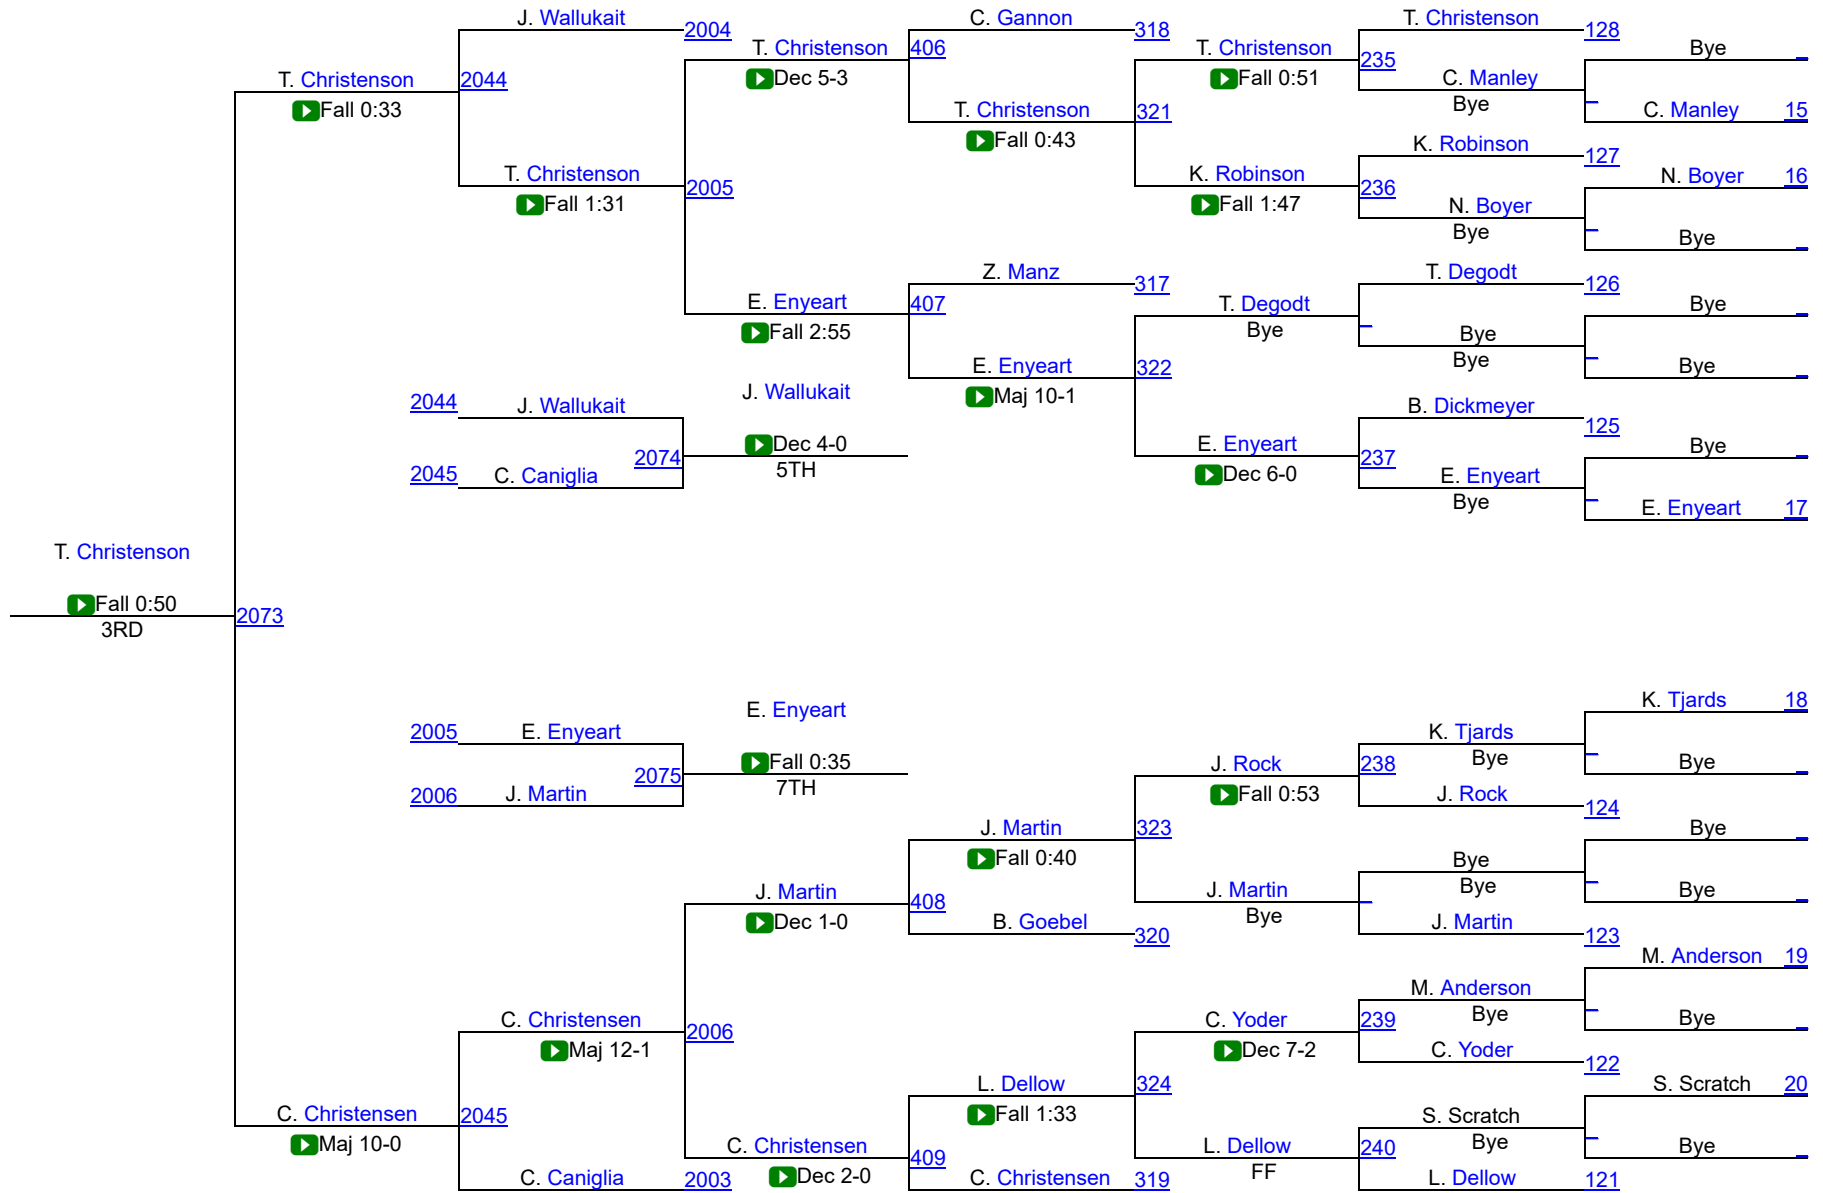 J. Wallukait
2004
C. Gannon
318
T. Christenson
128
T. Christenson
406
Dec 5-3
T. Christenson
Fall 0:51
235
Bye
C. Manley
Bye
C. Manley 15
T. Christenson
Fall 0:33
2044
T. Christenson
Fall 0:43
321
K. Robinson
127
T. Christenson
Fall 1:31
2005
K. Robinson
Fall 1:47
236
N. Boyer 16
N. Boyer
Bye
Bye
E. Enyeart
Fall 2:55
407
Z. Manz
317
T. Degodt
126
T. Degodt
Bye
Bye
Bye
Bye
Bye
E. Enyeart
Maj 10-1
322
2044 J. Wallukait
2074
2045 C. Caniglia
J. Wallukait
Dec 4-0
5TH
B. Dickmeyer
125
E. Enyeart
Dec 6-0
237
Bye
E. Enyeart
Bye
E. Enyeart 17
T. Christenson
Fall 0:50
3RD
2073
K. Tjards 18
2005 E. Enyeart
2075
2006 J. Martin
E. Enyeart
Fall 0:35
7TH
K. Tjards
Bye
Bye
J. Rock
Fall 0:53
238
J. Rock
124
J. Martin
Fall 0:40
323
Bye
Bye
Bye
Bye
J. Martin
Dec 1-0
408
J. Martin
Bye
B. Goebel
320
J. Martin
123
M. Anderson 19
C. Christensen
Maj 12-1
2006
C. Yoder
Dec 7-2
239
M. Anderson
Bye
Bye
C. Yoder
122
C. Christensen
Maj 10-0
2045
L. Dellow
Fall 1:33
324
S. Scratch 20
S. Scratch
Bye
Bye
C. Christensen
Dec 2-0
409
L. Dellow
FF
240
C. Caniglia
2003
C. Christensen
319
L. Dellow
121